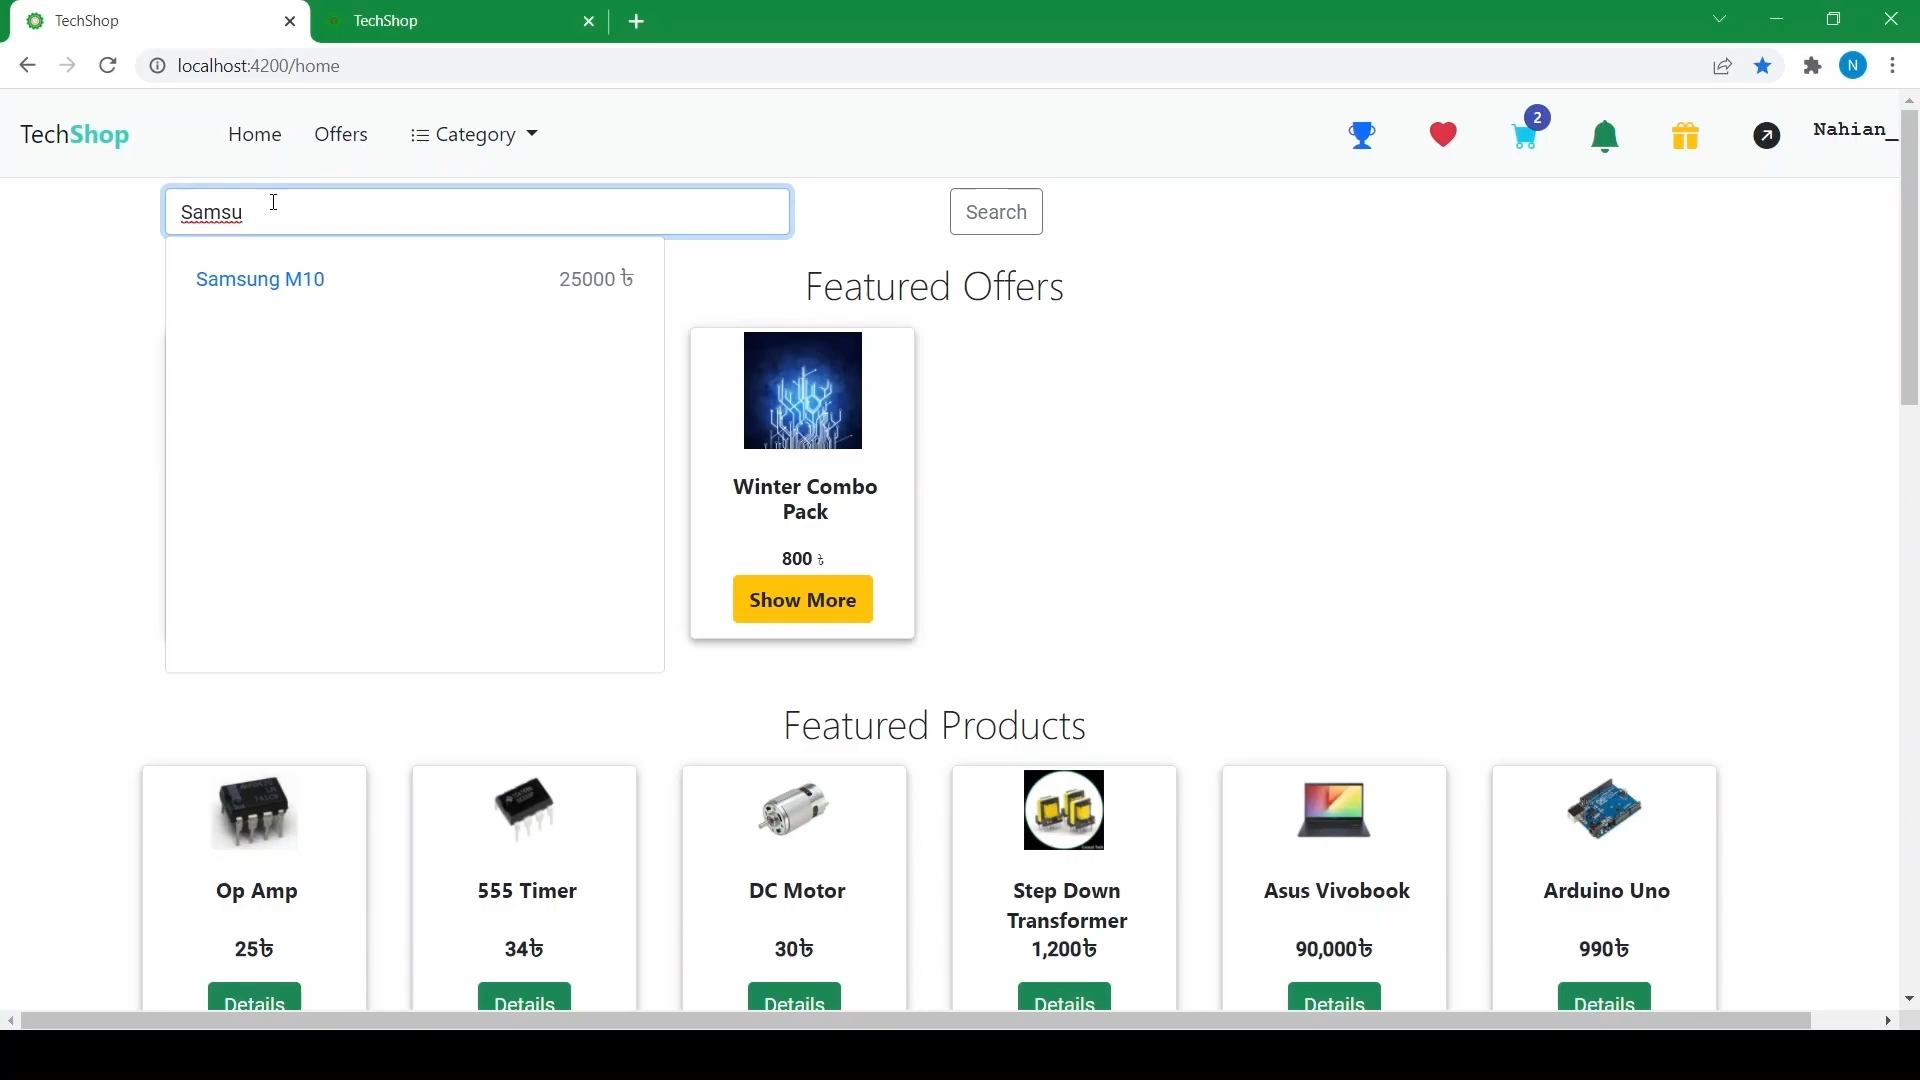 TechShop
TechShop
localhost:4200/home
N
TechShop
Home
Offers
Category
2
Nahian_
Samsu
Search
Samsung M10
25000 ৳
Featured Offers
Winter Combo
Pack
800 ৳
Show More
Featured Products
Op Amp
25৳
Details
555 Timer
34৳
Details
DC Motor
30৳
Details
Step Down
Transformer
1,200৳
Details
Asus Vivobook
90,000৳
Details
Arduino Uno
990৳
Details